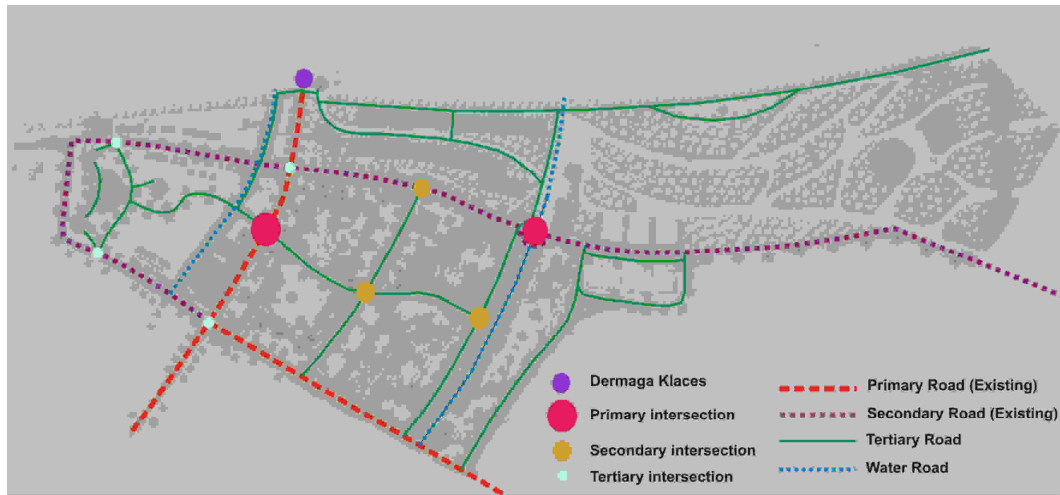 Dermaga Klaces
Primary intersection
Secondary intersection
Tertiary intersection
Primary Road (Existing)
Secondary Road (Existing)
Tertiary Road
Water Road